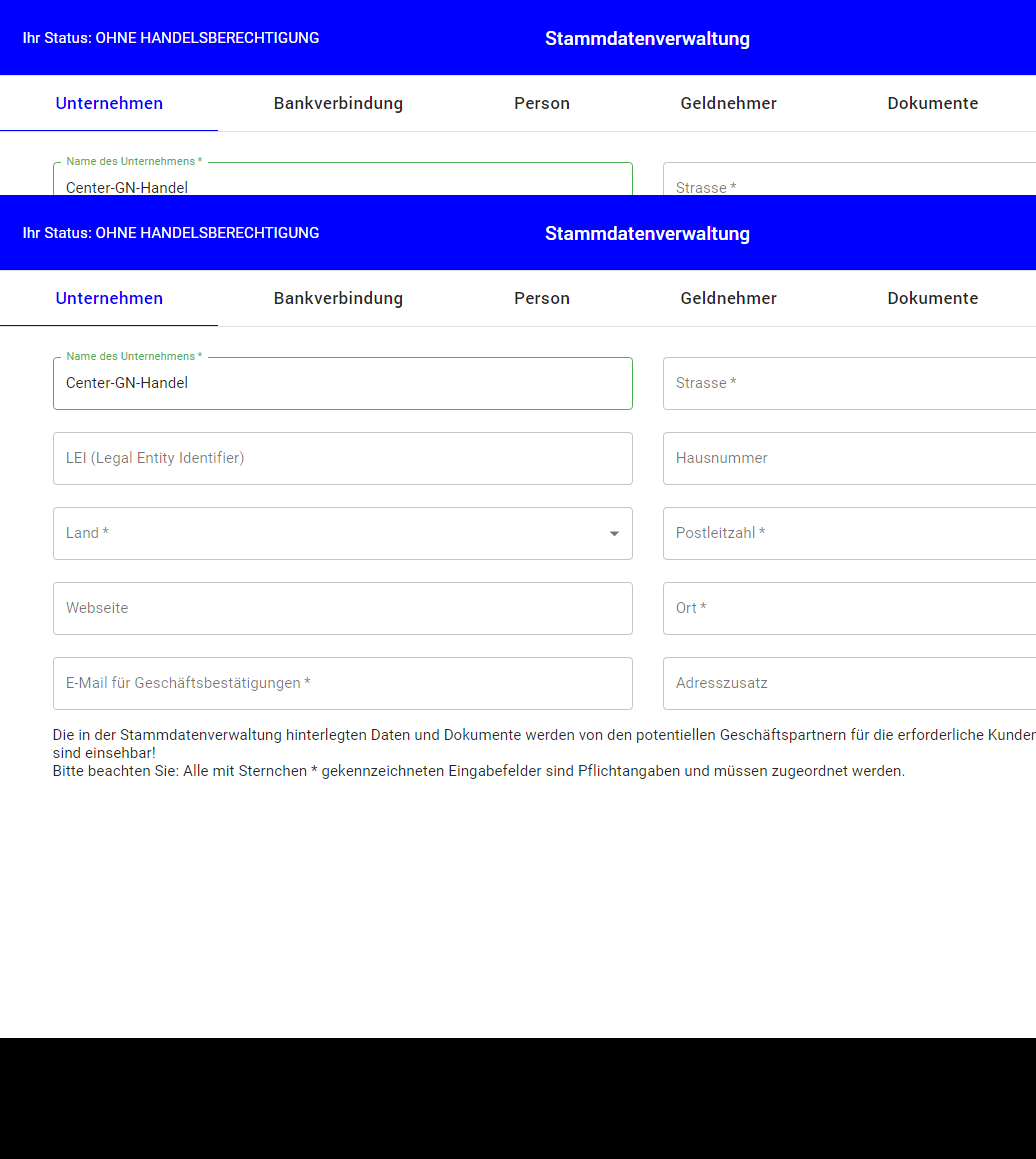 Ihr Status: OHNE HANDELSBERECHTIGUNG Stammdatenverwaltung
Unternehmen Bankverbindung Person Geldnehmer Dokumente
Name des Unternehmens *
Center-GN-Handel Strasse *
Ihr Status: OHNE HANDELSBERECHTIGUNG Stammdatenverwaltung
Unternehmen Bankverbindung Person Geldnehmer Dokumente
Name des Unternehmens *
Center-GN-Handel Strasse *
LEI (Legal Entity Identifier) Hausnummer
Land * Postleitzahl *
Webseite Ort *
E-Mail für Geschäftsbestätigungen * Adresszusatz
Die in der Stammdatenverwaltung hinterlegten Daten und Dokumente werden von den potentiellen Geschäftspartnern für die erforderliche Kunden
sind einsehbar!
Bitte beachten Sie: Alle mit Sternchen * gekennzeichneten Eingabefelder sind Pflichtangaben und müssen zugeordnet werden.